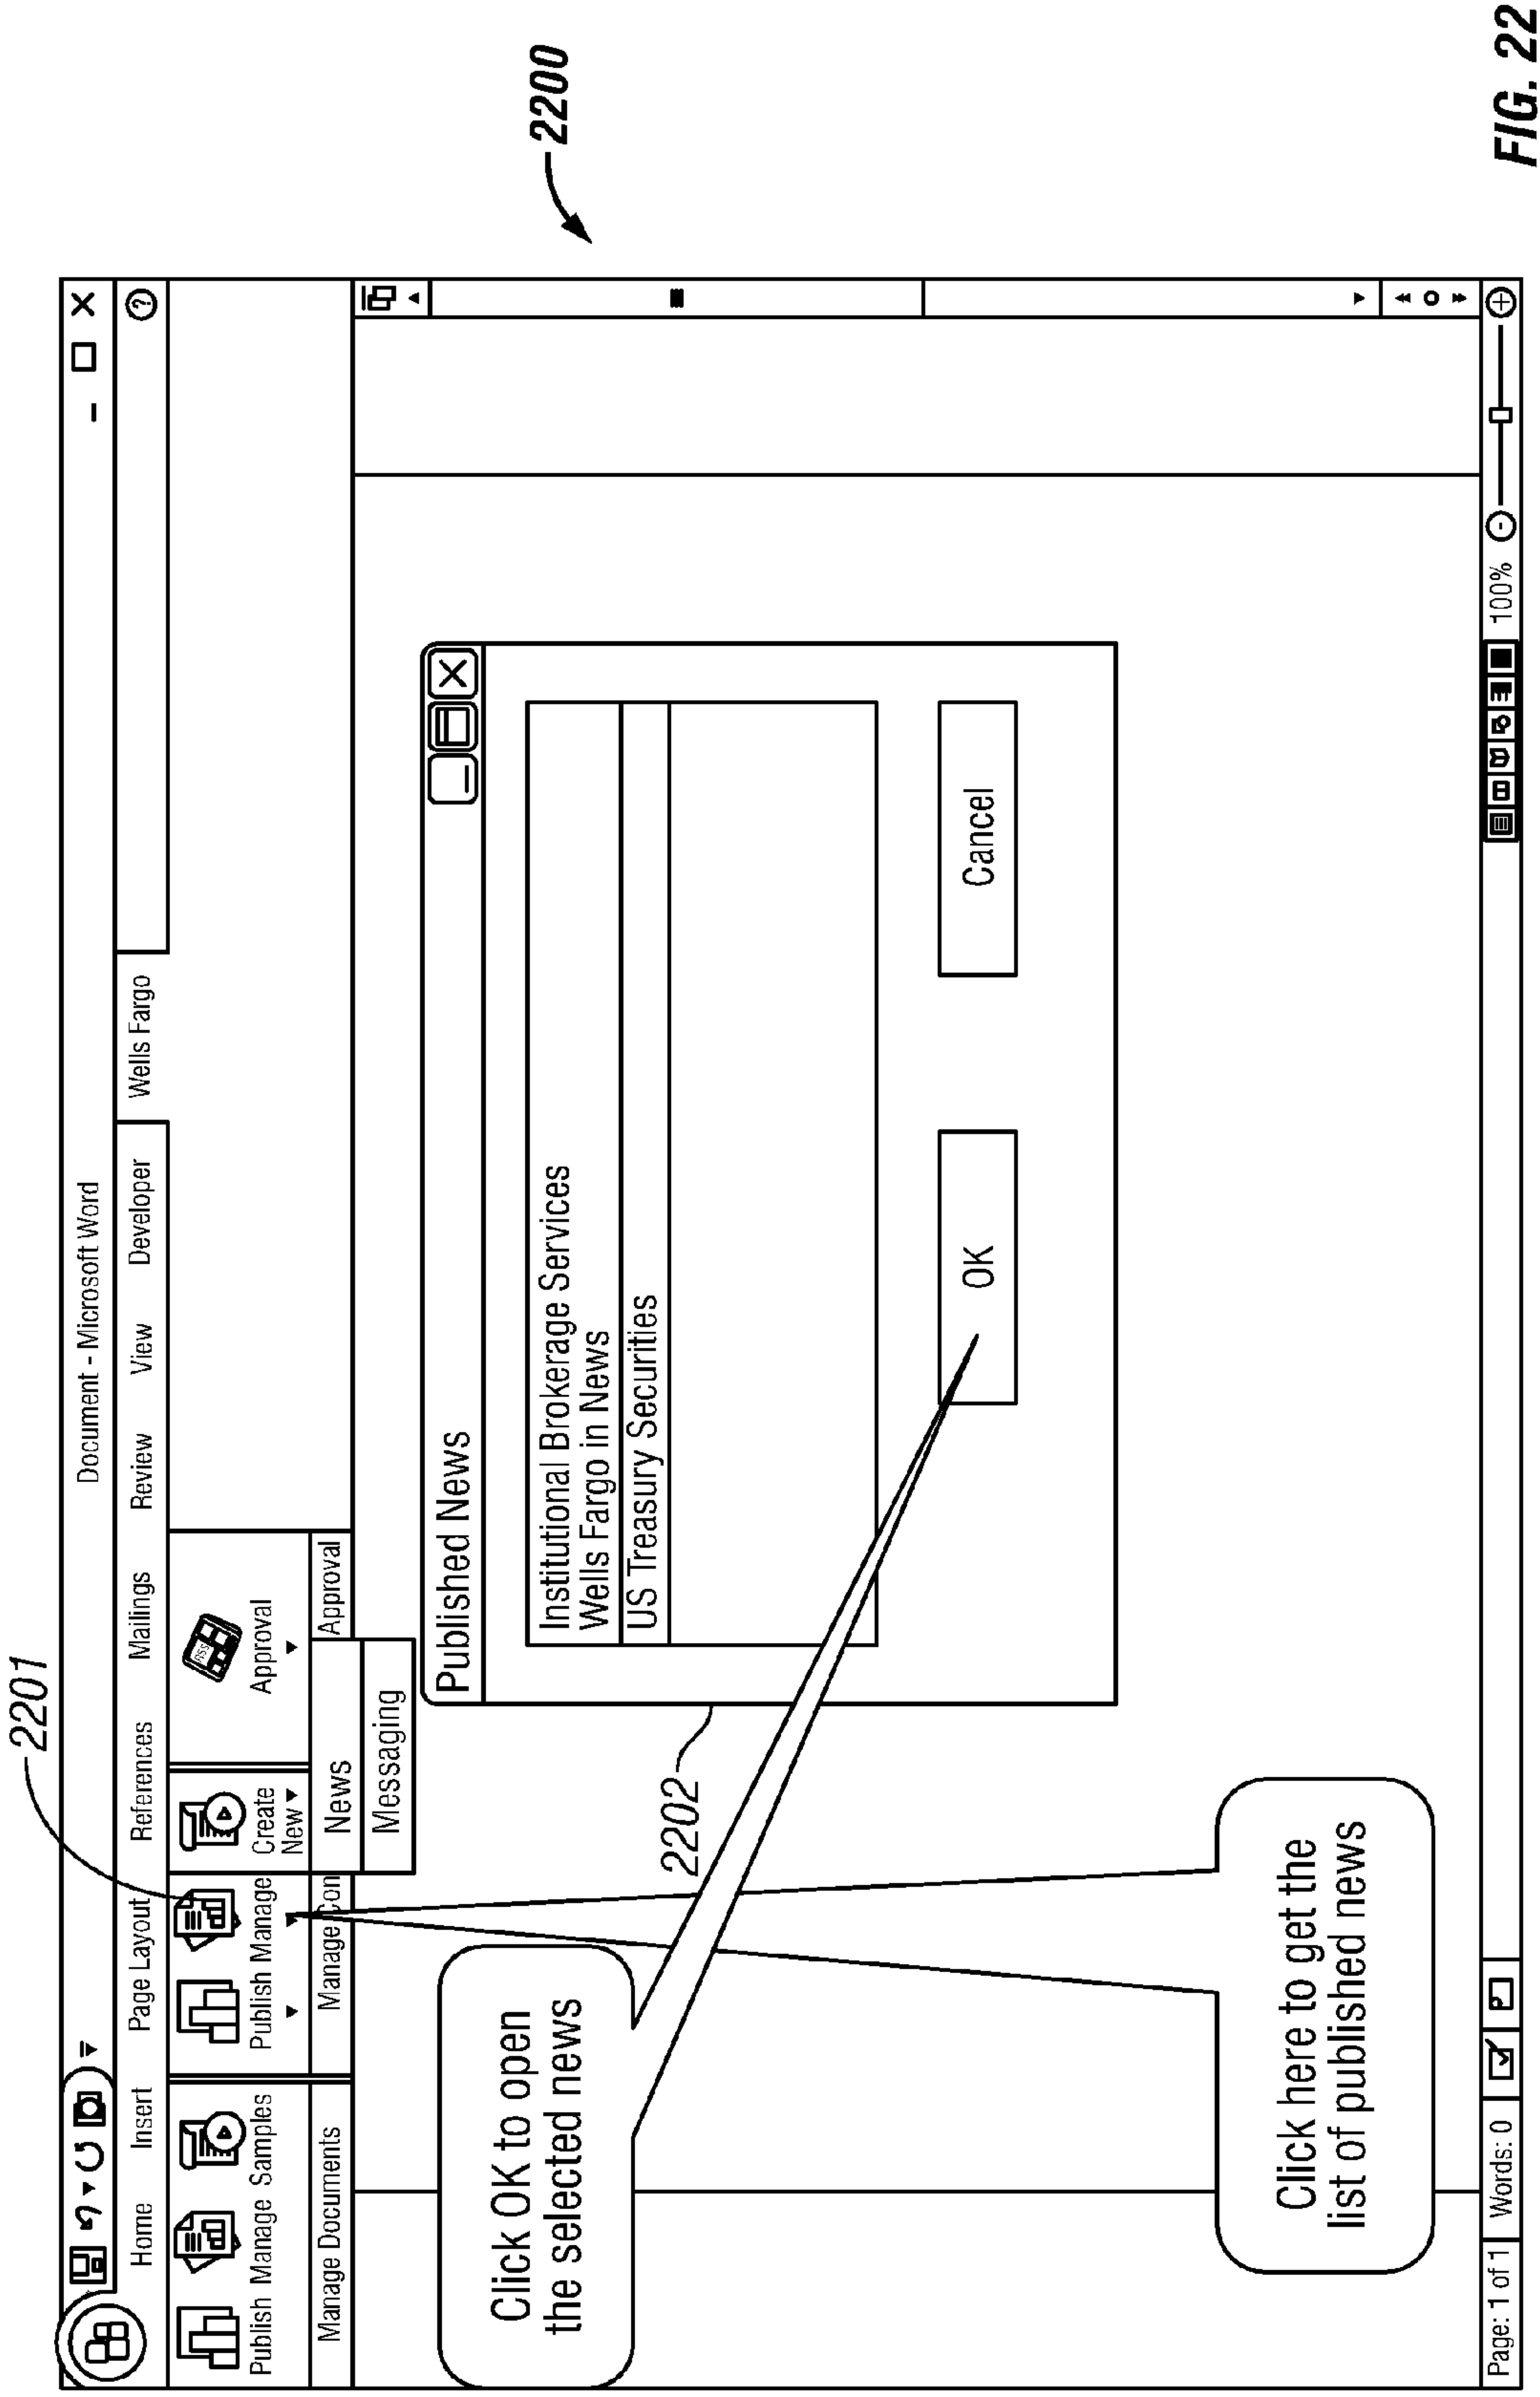 2201
Document - Microsoft Word
Home Insert Page Layout References Mailings Review View Developer Wells Fargo
Publish Manage Samples
Publish Manage
Create
New
RSS
Approval
Manage Documents
Manage Con
News
Approval
Messaging
2200
Click OK to open
the selected news
2202
Published News
Institutional Brokerage Services
Wells Fargo in News
US Treasury Securities
OK
Cancel
Click here to get the
list of published news
Page: 1 of 1 Words: 0
100%
FIG. 22